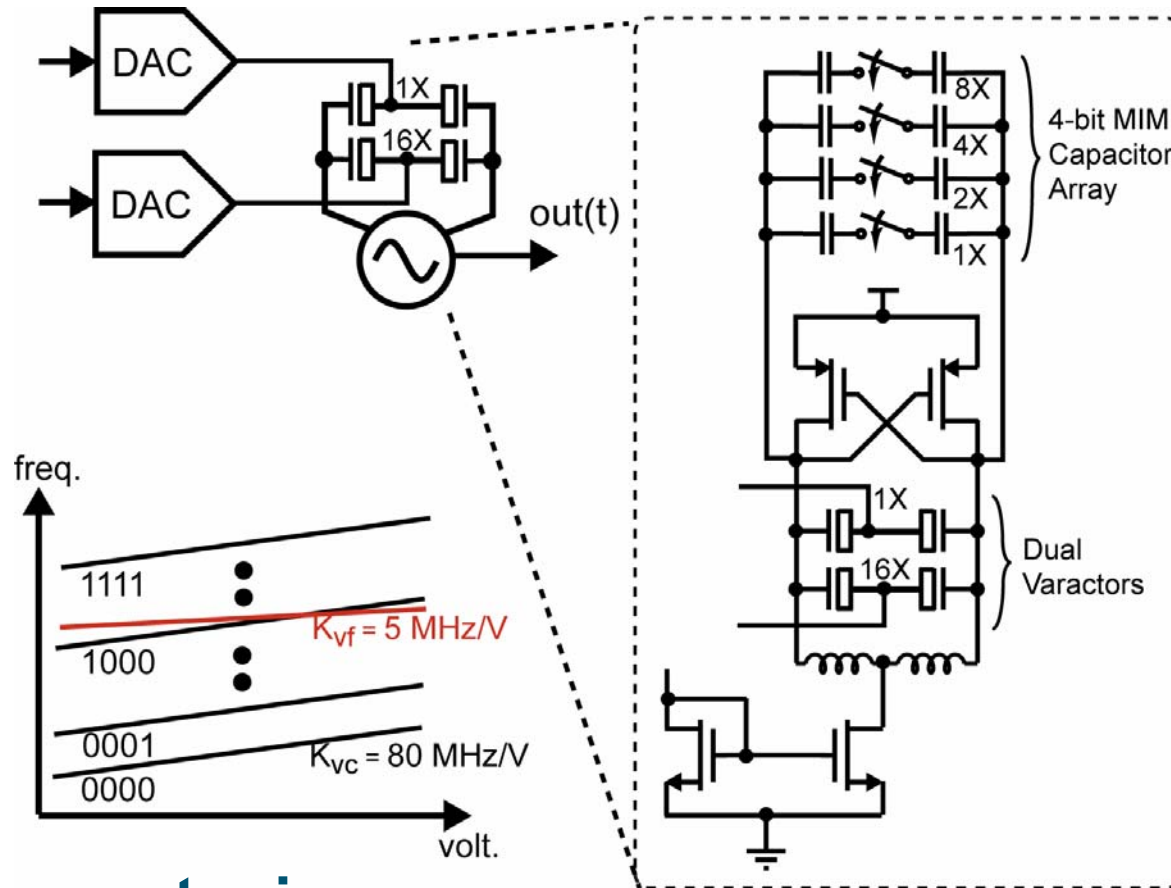 DAC
1X
16X
DAC
out(t)
8X
4X
2X
1X
4-bit MIM
Capacitor
Array
1X
16X
Dual
Varactors
freq.
1111
1000
0001
0000
Kvf = 5 MHz/V
Kvc = 80 MHz/V
volt.